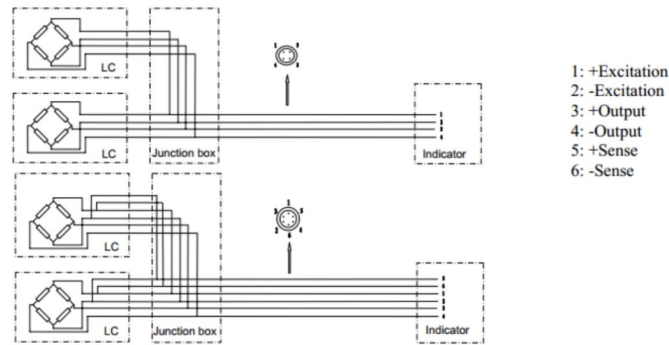 LC
LC
Junction box
Indicator
1: +Excitation
2: -Excitation
3: +Output
4: -Output
5: +Sense
6: -Sense
LC
LC
Junction box
Indicator